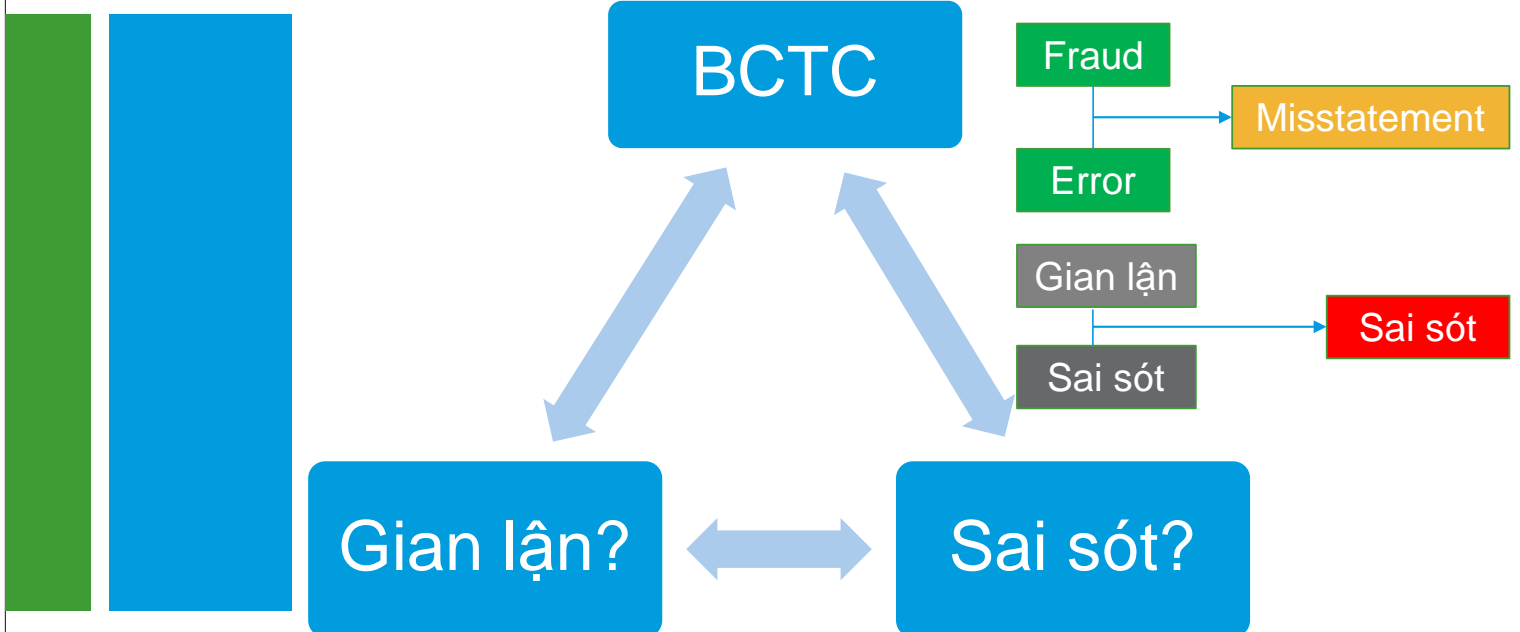 BCTC
Fraud
Misstatement
Error
Gian lận
Sai sót
Sai sót
Gian lận?
Sai sót?